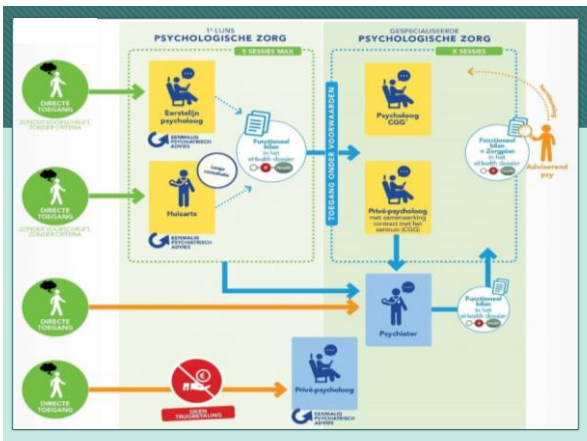 1e LIJNS
PSYCHOLOGISCHE ZORG
5 SESSIES MAX
GESPECIALISEERDE
PSYCHOLOGISCHE ZORG
X SESSIES
DIRECTE
TOEGANG
ZONDER VOORSCHRIFT,
ZONDER CRITERIA
Eerstelijn
psycholoog
EENMALIG
PSYCHIATRISCH
ADVIES
Functioneel
bilan
in het
eHealth dossier
TOEGANG ONDER VOORWAARDEN
Psycholoog
CGG
Functioneel
bilan
+ Zorgplan
in het
eHealth dossier
Adviserend
psy
DIRECTE
TOEGANG
ZONDER VOORSCHRIFT,
ZONDER CRITERIA
Lange
consultatie
Huisarts
EENMALIG
PSYCHIATRISCH
ADVIES
Privé-psycholoog
met samenwerking
contract met het
centrum (CGG)
DIRECTE
TOEGANG
Psychiater
Functioneel
bilan
in het
eHealth dossier
DIRECTE
TOEGANG
GEEN
TERUGBETALING
Privé-psycholoog
EENMALIG
PSYCHIATRISCH
ADVIES